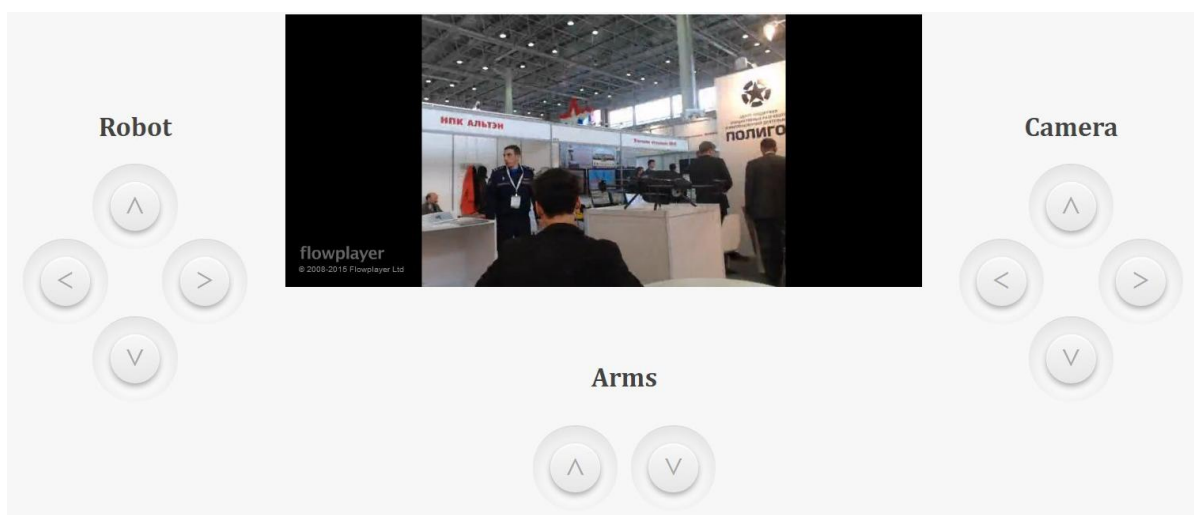 Robot
Camera
Arms
НПК АЛЬТЭН
ПОЛИГО
flowplayer
© 2008-2015 Flowplayer Ltd